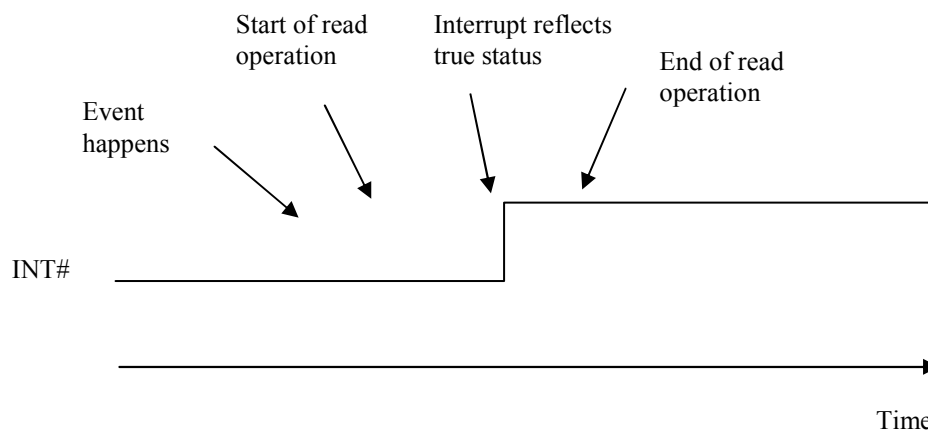 Start of read
operation
Interrupt reflects
true status
End of read
operation
Event
happens
INT#
Time